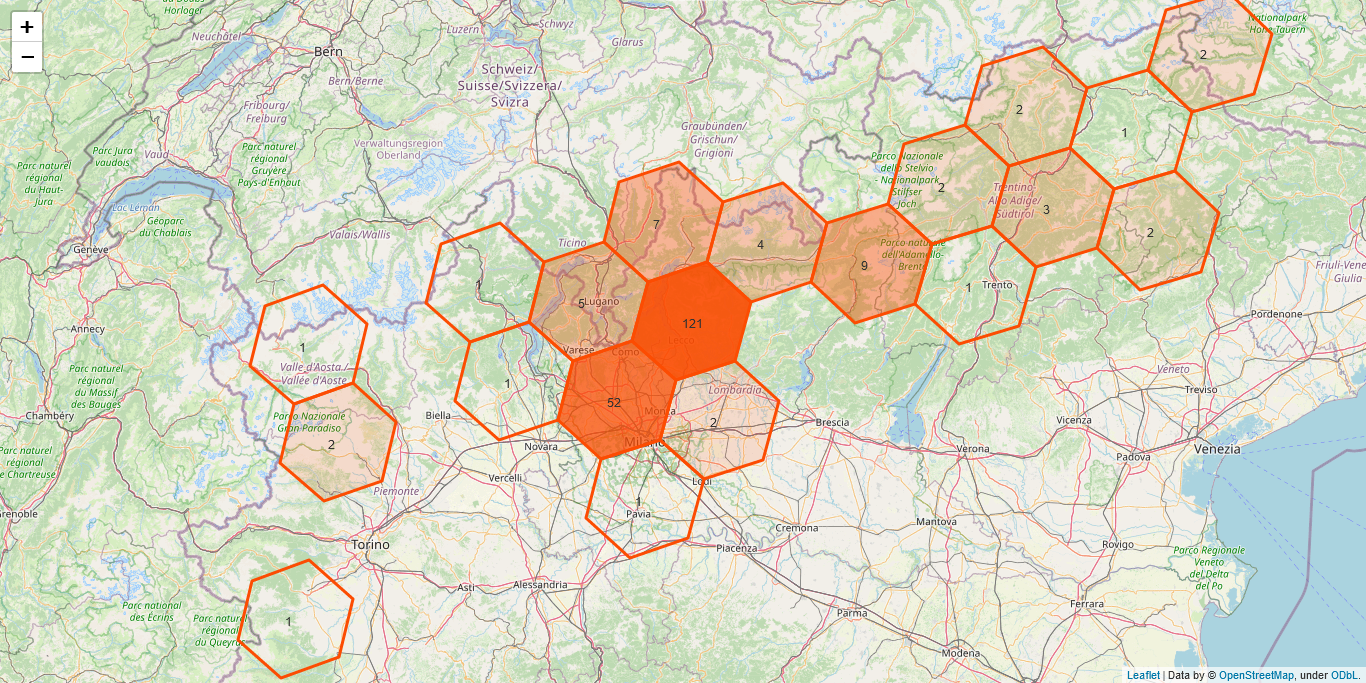 du Doubs
Horloger
Nationalpark
Hohe Tauern
+
−
Neuchâtel
Bern
Luzern
Schwyz
Glarus
Schweiz/
Suisse/Svizzera/
Svizra
Bern/Berne
Fribourg/
Freiburg
2
2
1
Parc Jura
vaudois
Vaud
Parc naturel
régional
du Haut-
Jura
Parc naturel
régional
Gruyère
Pays-d'Enhaut
Verwaltungsregion
Oberland
Graubünden/
Grischun/
Grigioni
Parco Nazionale
dello Stelvio
- Nationalpark
Stilfser
Joch
2
Trentino-
Alto Adige/
Südtirol
3
Lac Léman
Géoparc
du Chablais
Valais/Wallis
Genève
Ticino
7
4
2
9
Parco naturale
dell'Adamello-
Brenta
1
Trento
Friuli-Vene
Giulia
1
5
Lugano
121
Lecco
Pordenone
Annecy
1
Valle d'Aosta /
Vallée d'Aoste
Varese
Como
Veneto
Treviso
Parc naturel
régional
du Massif
des Bauges
1
Lombardia
Chambéry
Parco Nazionale
Gran Paradiso
Biella
52
Monza
2
Brescia
Vicenza
2
Novara
Milano
Verona
Padova
Venezia
Parc naturel
régional
e Chartreuse
Piemonte
Vercelli
Lodi
1
Pavia
Grenoble
Cremona
Mantova
Torino
Piacenza
Rovigo
Parco Regionale
Veneto
del Delta
del Po
Asti
Alessandria
Parc national
des Écrins
Parc naturel
régional
du Queyras
1
Parma
Ferrara
Modena
Leaflet | Data by © OpenStreetMap, under ODbL.